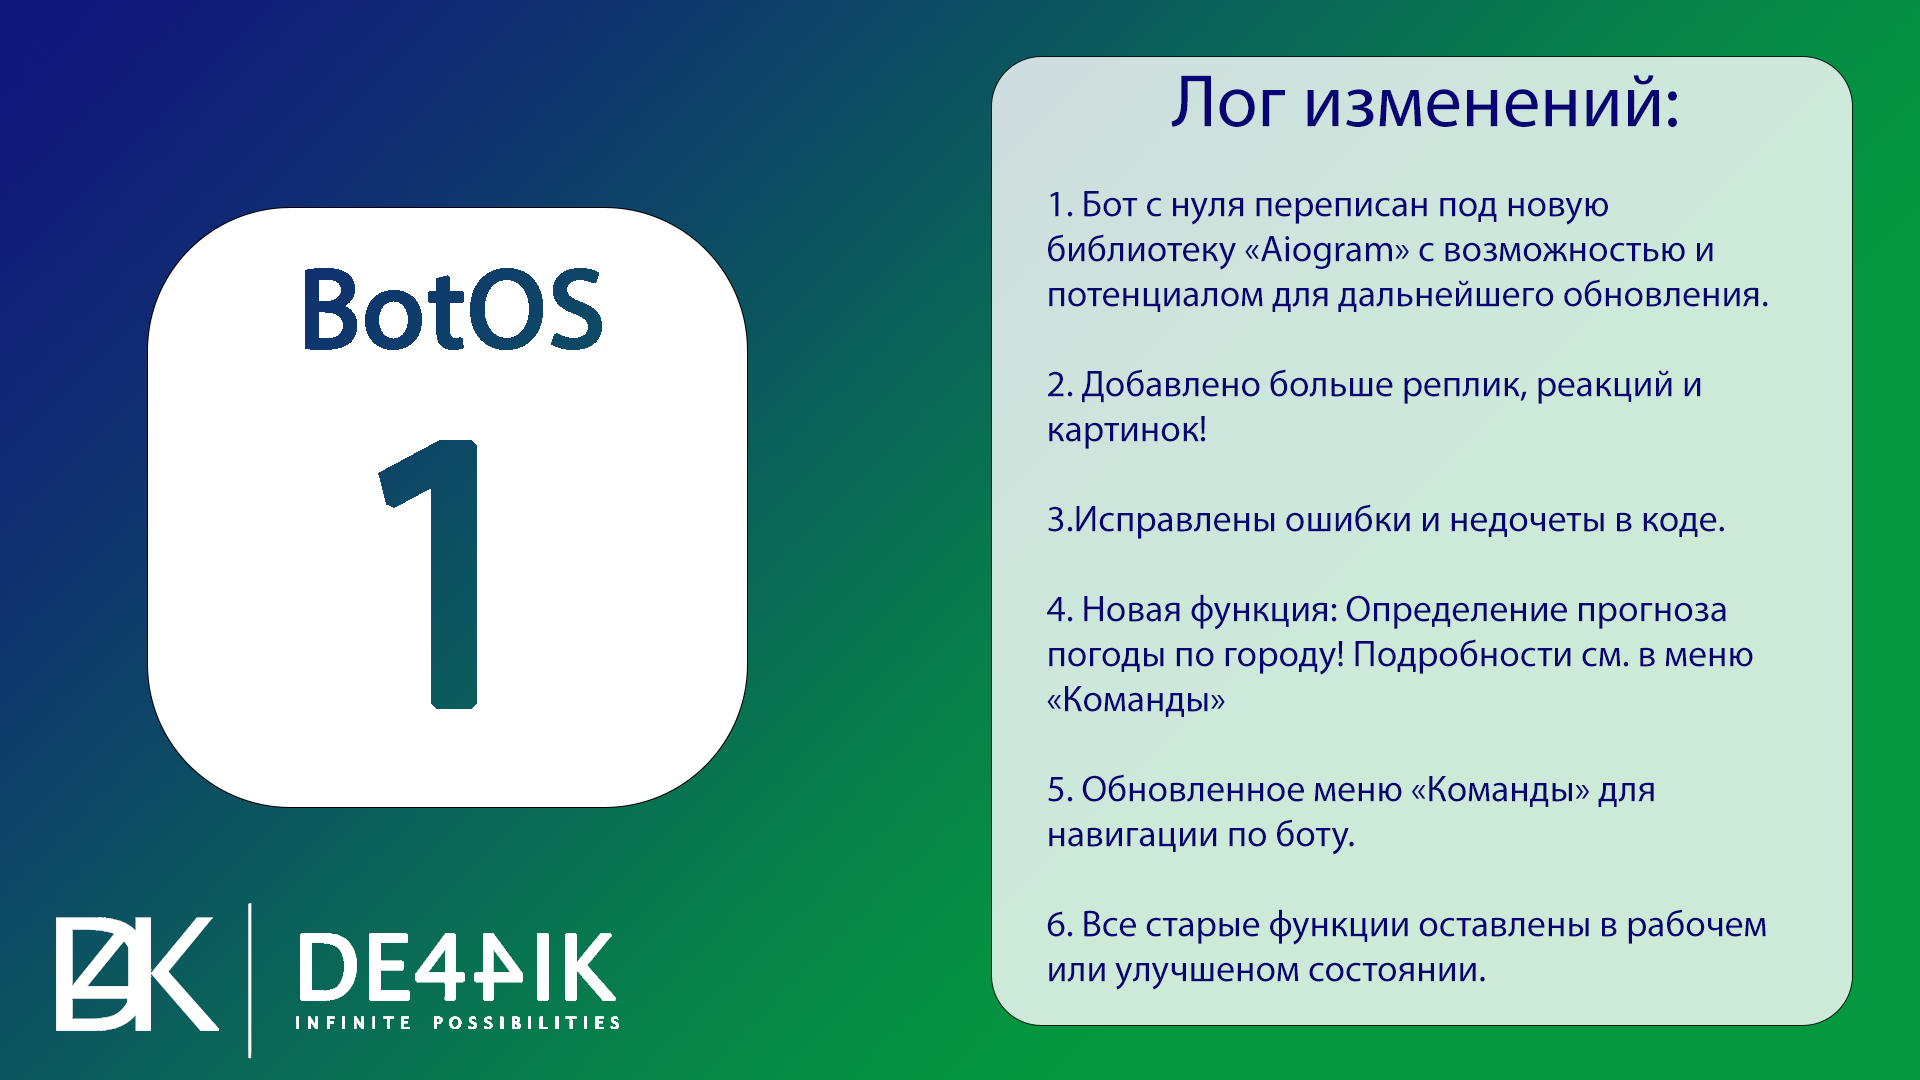 BotOS
1
Лог изменений:
1. Бот с нуля переписан под новую
библиотеку «Aiogram» с возможностью и
потенциалом для дальнейшего обновления.
2. Добавлено больше реплик, реакций и
картинок!
3.Исправлены ошибки и недочеты в коде.
4. Новая функция: Определение прогноза
погоды по городу! Подробности см. в меню
«Команды»
5. Обновленное меню «Команды» для
навигации по боту.
6. Все старые функции оставлены в рабочем
или улучшеном состоянии.
D4K
DE44IK
INFINITE POSSIBILITIES